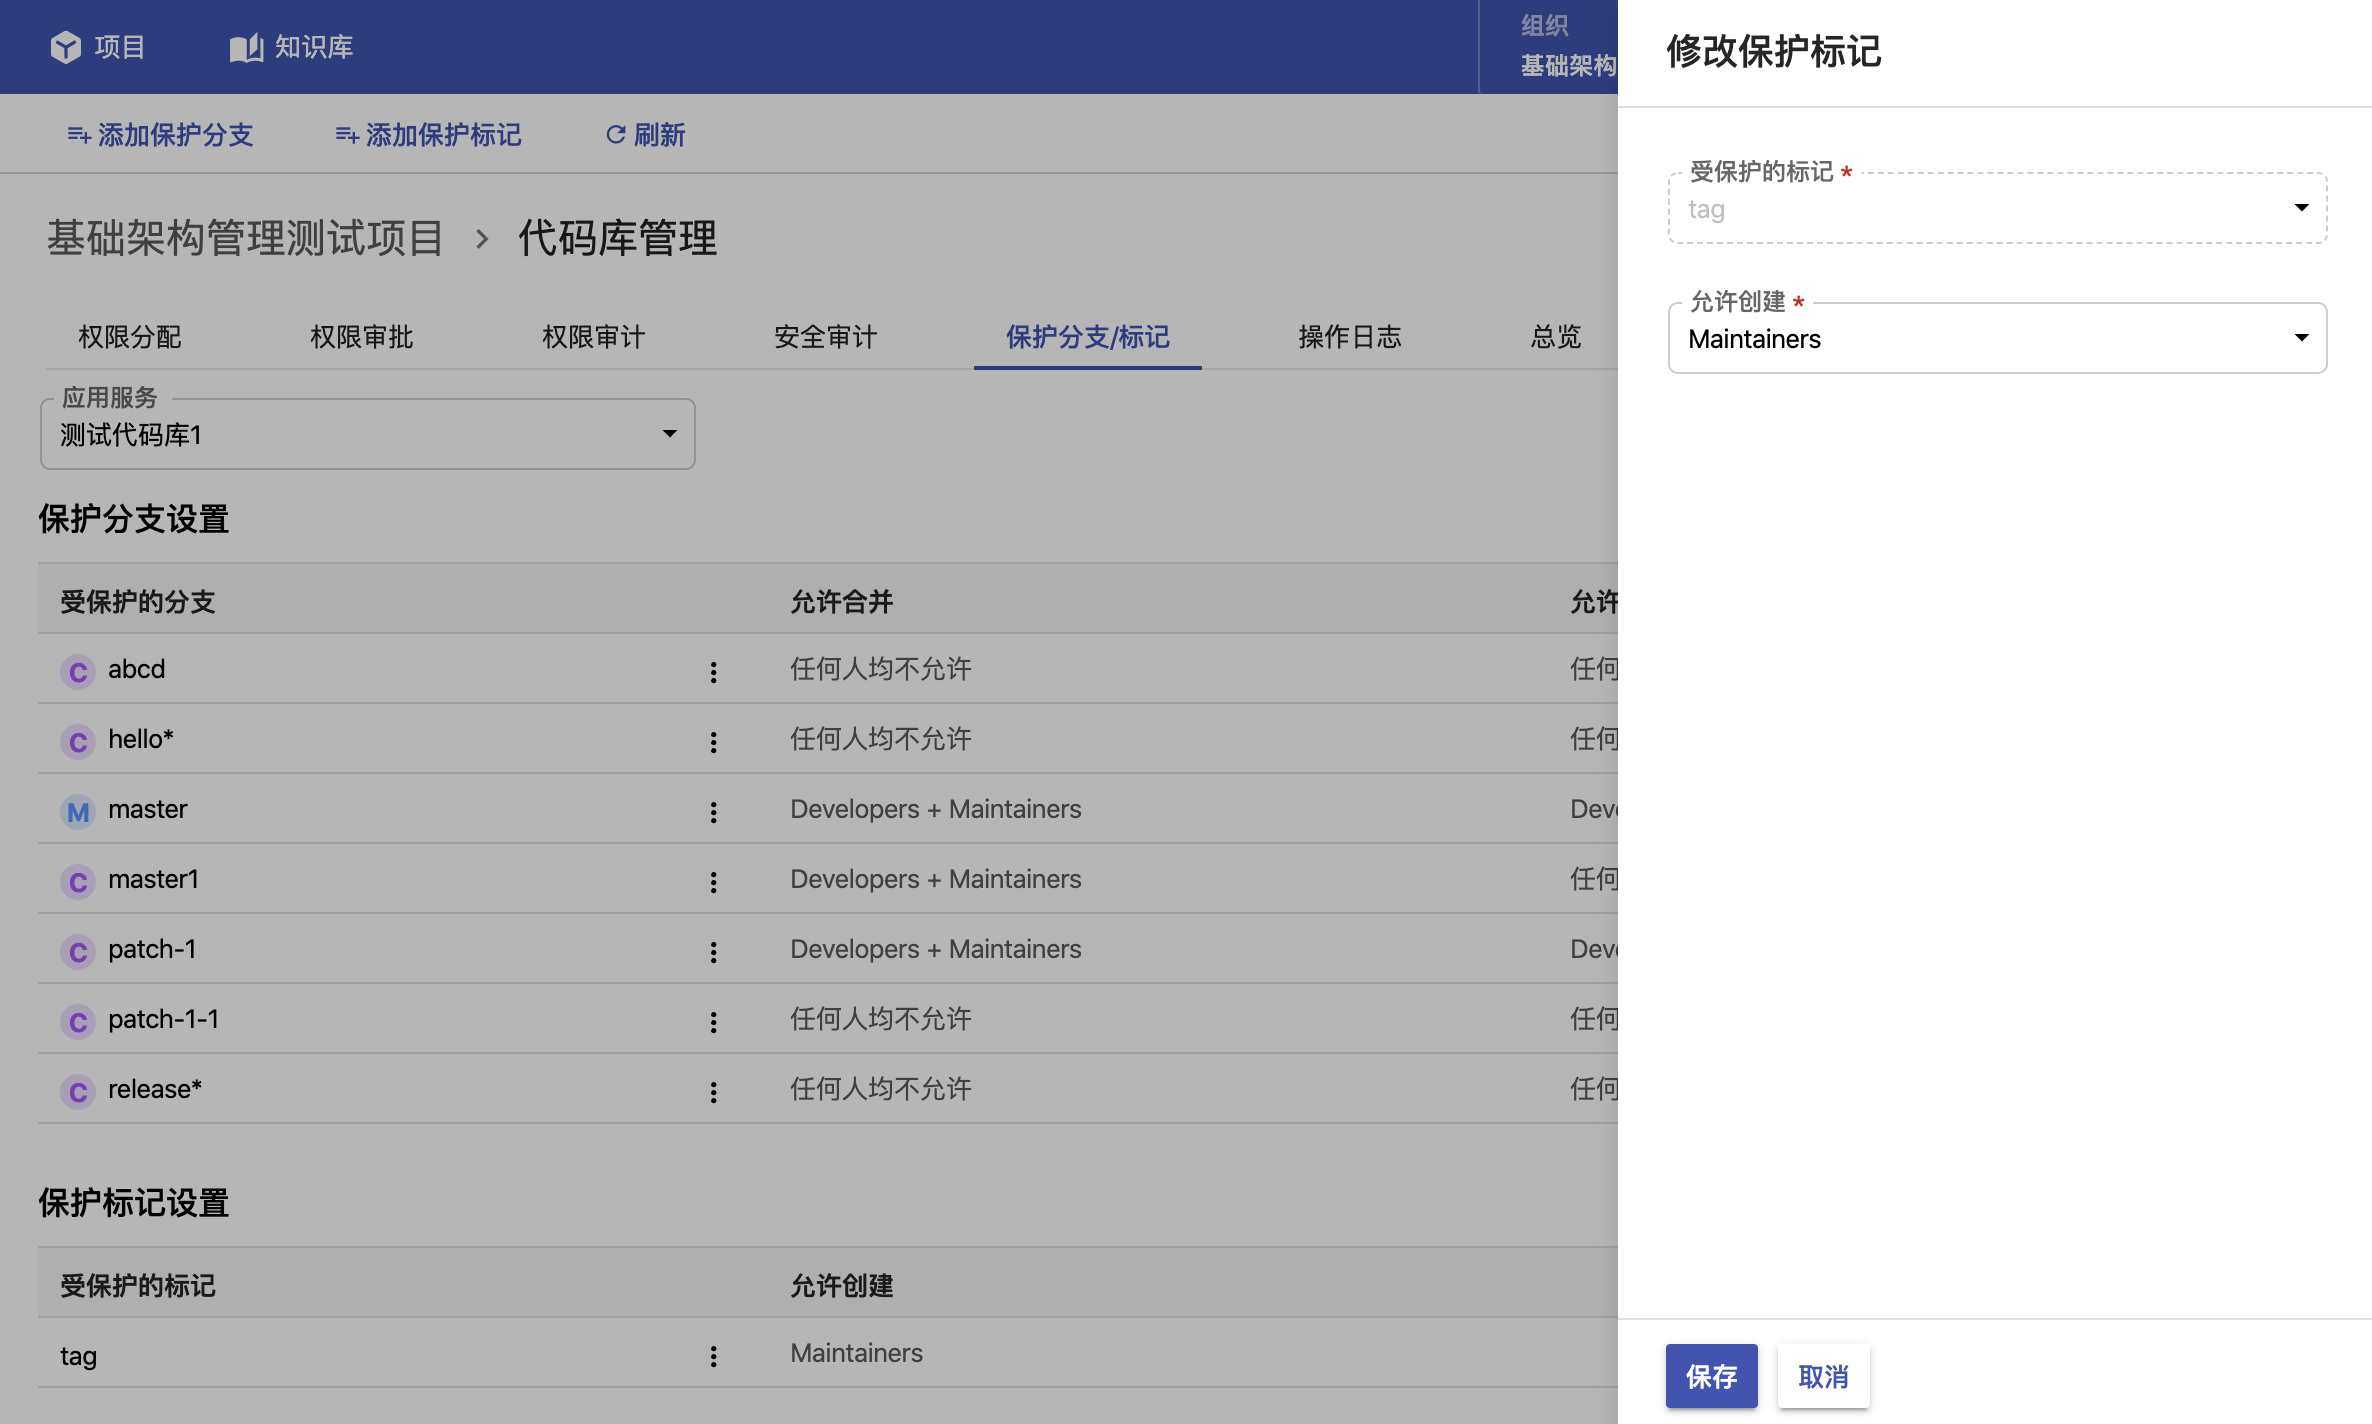 项目
知识库
组织
基础架构
添加保护分支
添加保护标记
刷新
基础架构管理测试项目 › 代码库管理
权限分配
权限审批
权限审计
安全审计
保护分支/标记
操作日志
总览
应用服务
测试代码库1
保护分支设置
受保护的分支 允许合并 允许
C abcd 任何人均不允许 任何
C hello* 任何人均不允许 任何
M master Developers + Maintainers Deve
C master1 Developers + Maintainers 任何
C patch-1 Developers + Maintainers Deve
C patch-1-1 任何人均不允许 任何
C release* 任何人均不允许 任何
保护标记设置
受保护的标记 允许创建
tag Maintainers
修改保护标记
受保护的标记 *
tag
允许创建 *
Maintainers
保存
取消